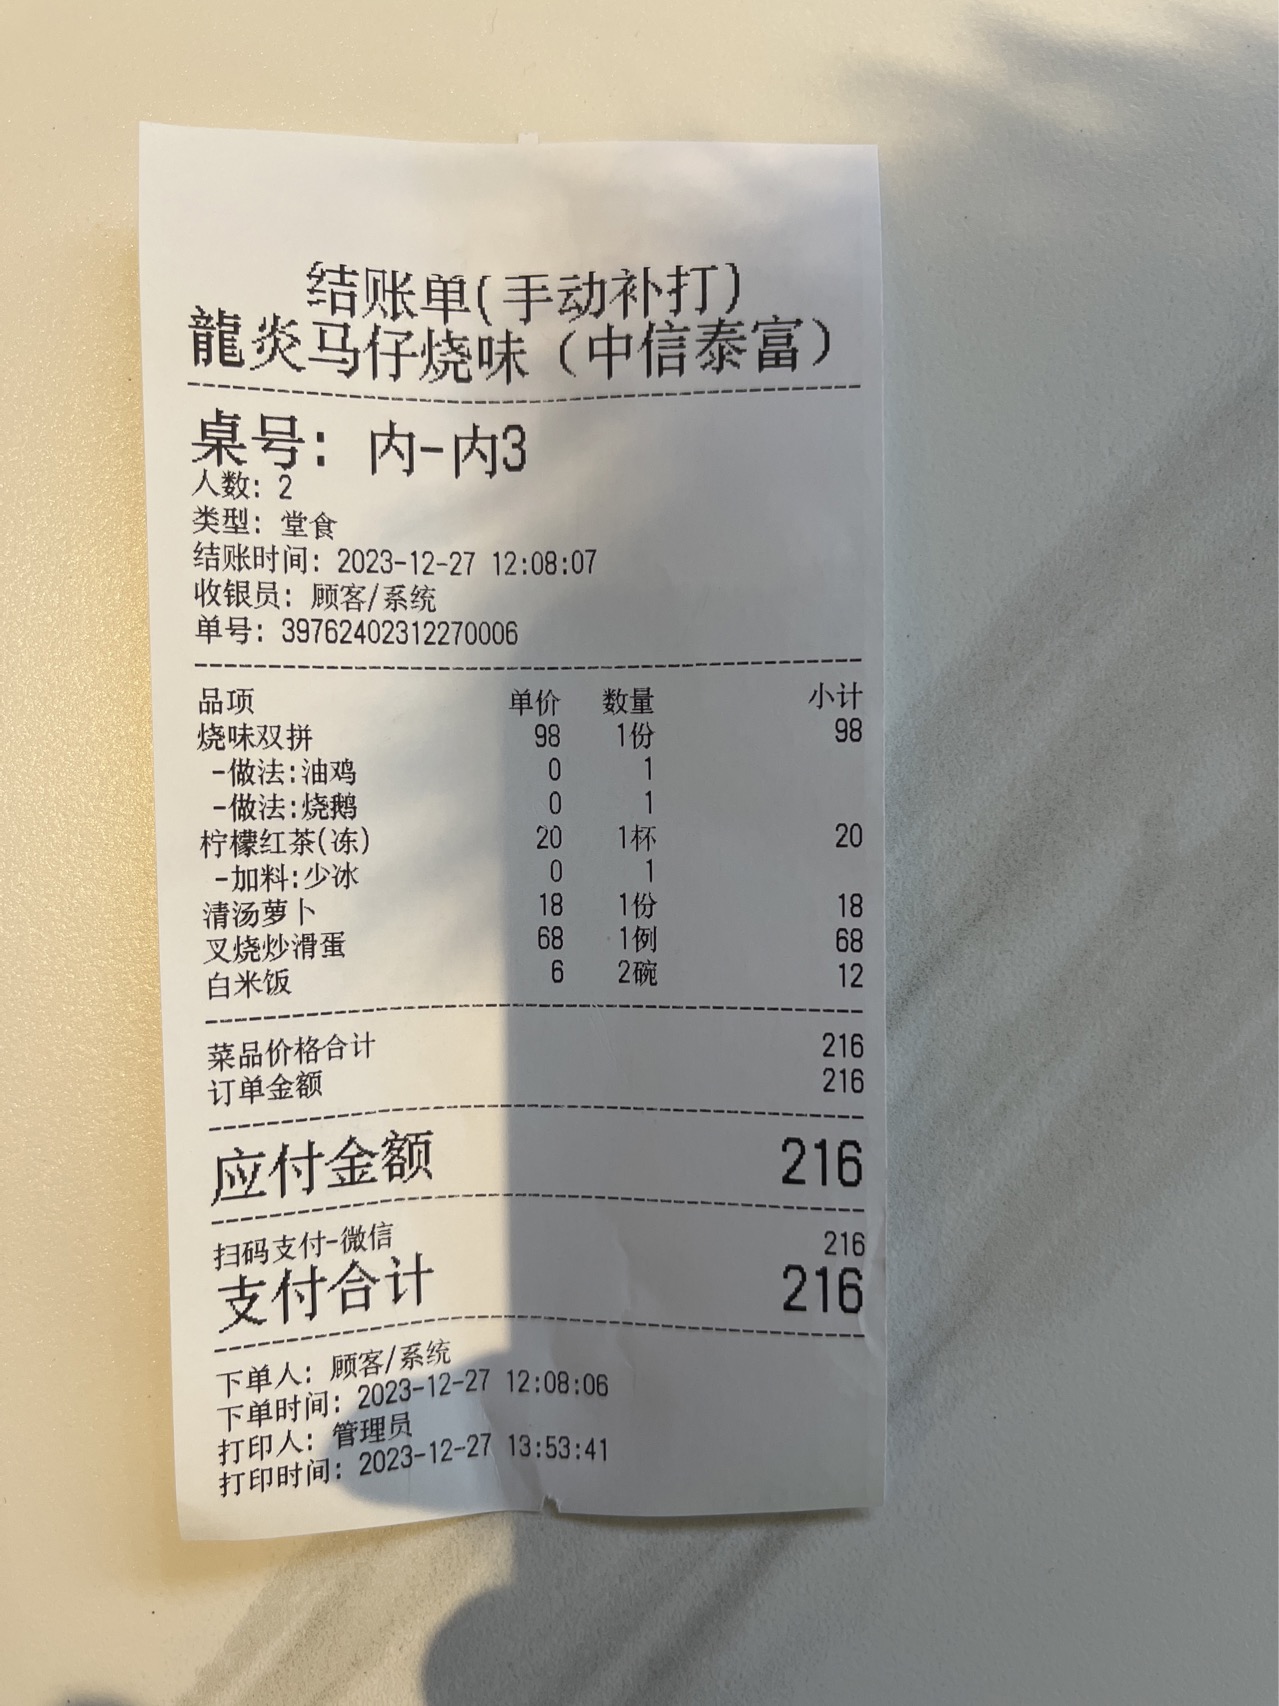 结账单(手动补打)
龍炎马仔烧味（中信泰富）
桌号: 内-内3
人数: 2
类型: 堂食
结账时间: 2023-12-27 12:08:07
收银员: 顾客/系统
单号: 39762402312270006
品项 单价 数量 小计
烧味双拼 98 1份 98
-做法:油鸡 0 1
-做法:烧鹅 0 1
柠檬红茶(冻) 20 1杯 20
-加料:少冰 0 1
清汤萝卜 18 1份 18
叉烧炒滑蛋 68 1例 68
白米饭 6 2碗 12
菜品价格合计 216
订单金额 216
应付金额 216
扫码支付-微信 216
支付合计 216
下单人: 顾客/系统
下单时间: 2023-12-27 12:08:06
打印人: 管理员
打印时间: 2023-12-27 13:53:41